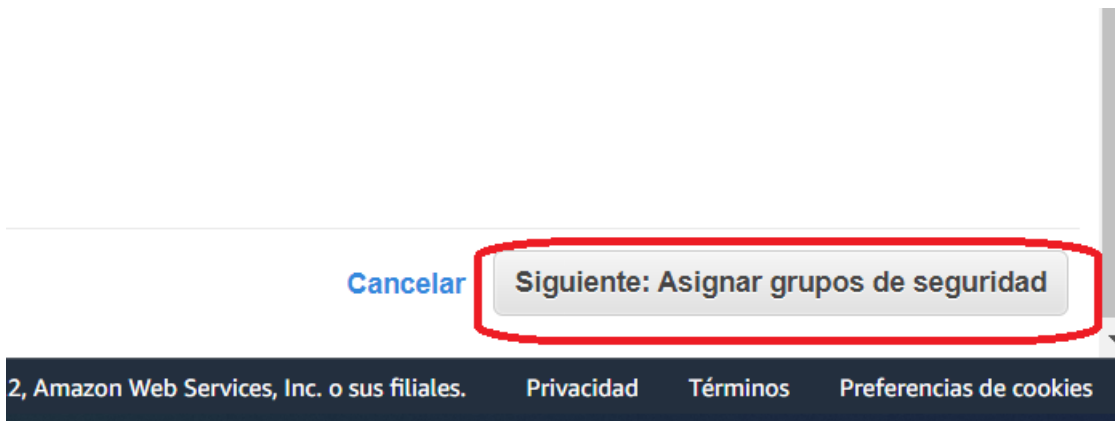 Cancelar Siguiente: Asignar grupos de seguridad
2, Amazon Web Services, Inc. o sus filiales. Privacidad Términos Preferencias de cookies